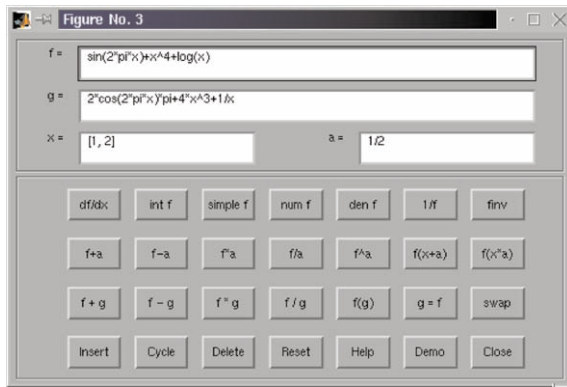 Figure No. 3
f = sin(2*pi*x)+x^4+log(x)
g = 2*cos(2*pi*x)*pi+4*x^3+1/x
x = [1, 2] a = 1/2
df/dx int f simple f num f den f 1/f finv
f+a f-a f*a f/a f^a f(x+a) f(x*a)
f + g f - g f * g f / g f(g) g = f swap
Insert Cycle Delete Reset Help Demo Close